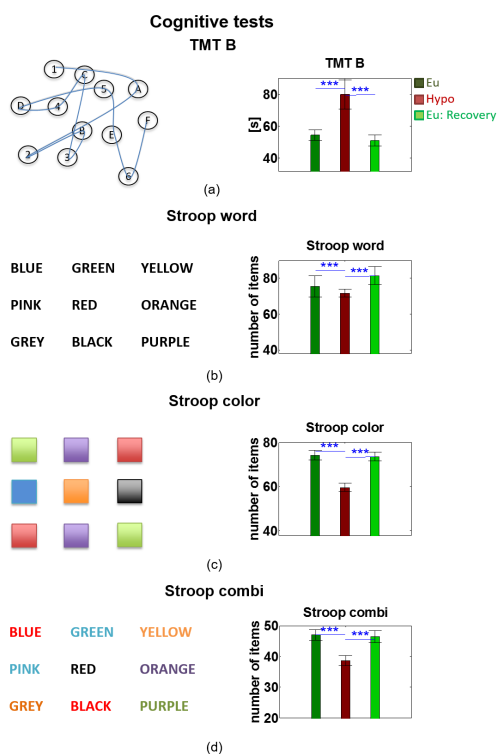 Cognitive tests
TMT B
1
C
5
A
D
4
B
E
F
2
3
6
TMT B
[s]
80
60
40
***
***
Eu
Hypo
Eu: Recovery
(a)
Stroop word
BLUE GREEN YELLOW
PINK RED ORANGE
GREY BLACK PURPLE
Stroop word
number of items
80
60
40
***
***
(b)
Stroop color
Stroop color
number of items
80
60
40
***
***
(c)
Stroop combi
BLUE GREEN YELLOW
PINK RED ORANGE
GREY BLACK PURPLE
Stroop combi
number of items
50
40
30
20
***
***
(d)